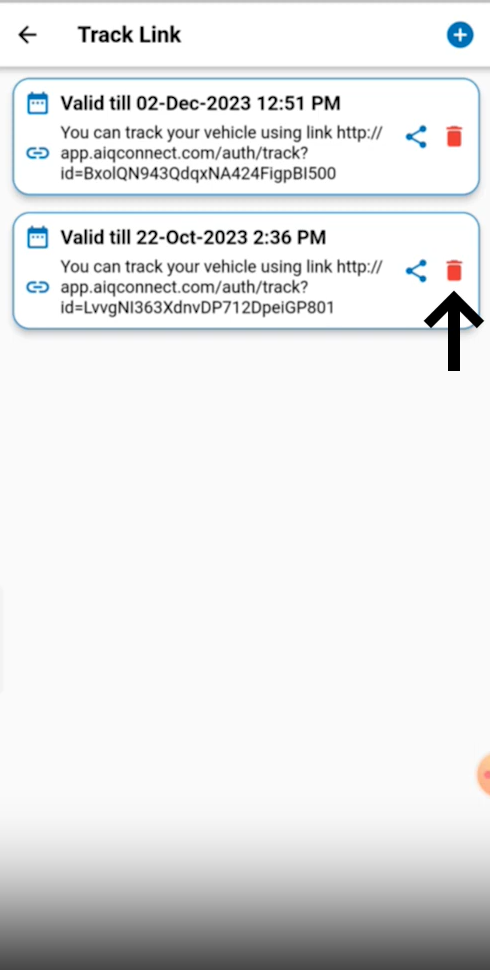 Track Link
Valid till 02-Dec-2023 12:51 PM
You can track your vehicle using link http://
app.aiqconnect.com/auth/track?
id=BxolQN943QdqxNA424FigpBI500
Valid till 22-Oct-2023 2:36 PM
You can track your vehicle using link http://
app.aiqconnect.com/auth/track?
id=LvvgNI363XdnvDP712DpeiGP801